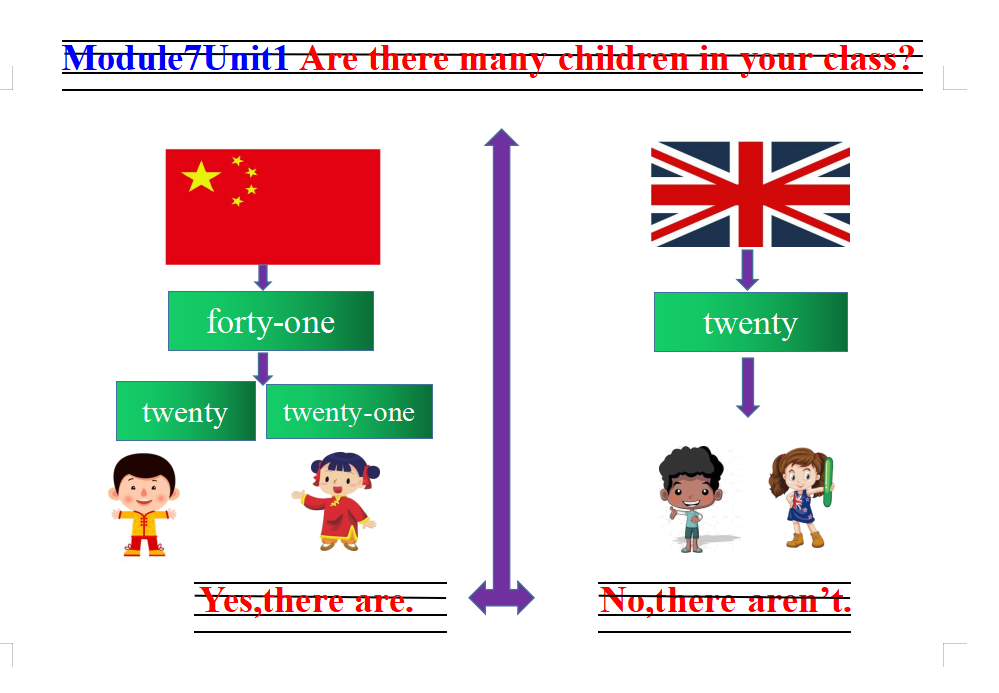 Module7Unit1 Are there many children in your class?
forty-one
twenty
twenty
twenty-one
Yes,there are.
No,there aren’t.